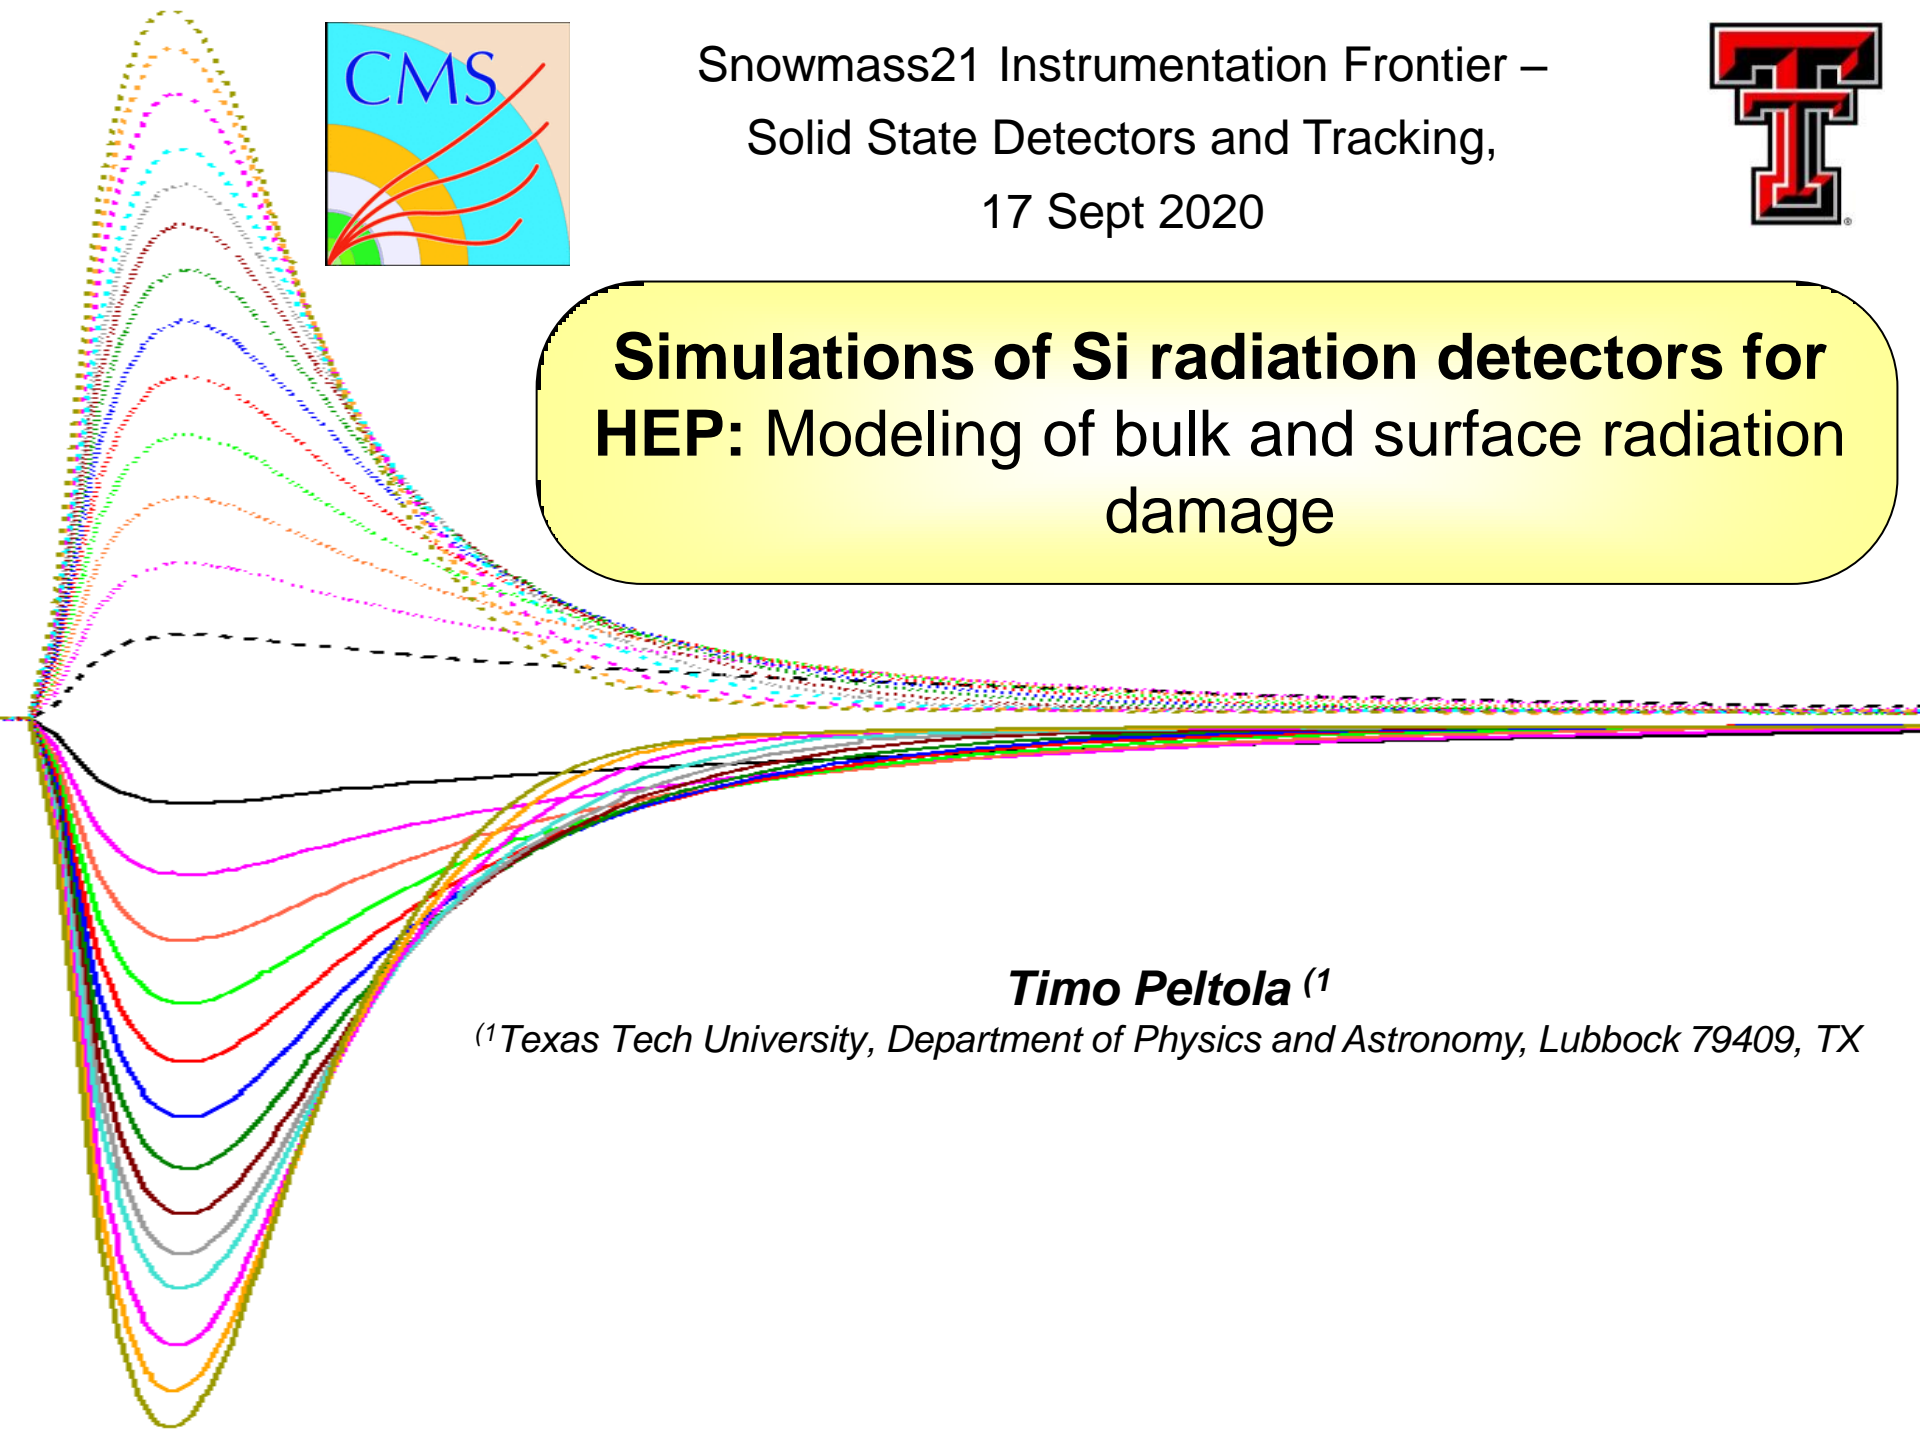 CMS
Snowmass21 Instrumentation Frontier –
Solid State Detectors and Tracking,
17 Sept 2020
Simulations of Si radiation detectors for
HEP: Modeling of bulk and surface radiation
damage
Timo Peltola (1
(1 Texas Tech University, Department of Physics and Astronomy, Lubbock 79409, TX